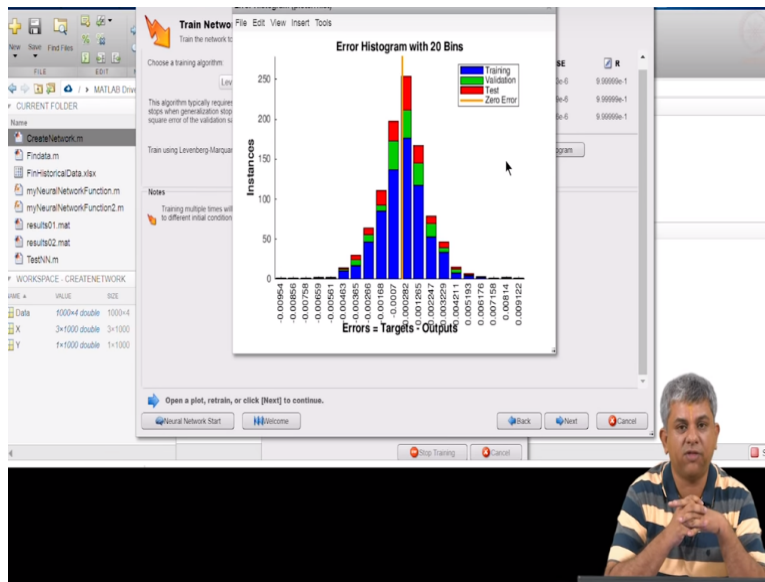 Train Netwo
File Edit View Insert Tools
Train the network to
New Save Find Files
FILE
EDIT
/ > MATLAB Drive
CURRENT FOLDER
Name
CreateNetwork.m
Findata.m
FinHistoricalData.xlsx
myNeuralNetworkFunction.m
myNeuralNetworkFunction2.m
results01.mat
results02.mat
TestNN.m
WORKSPACE - CREATENETWORK
NAME VALUE SIZE
Data 1000×4 double 1000×4
X 3×1000 double 3×1000
Y 1×1000 double 1×1000
Choose a training algorithm
Lev
This algorithm typically requires
stops when generalization stop
square error of the validation sa
Train using Levenberg-Marquar
Notes
Training multiple times will
to different initial condition
Error Histogram with 20 Bins
Instances
250
200
150
100
50
0
Training
Validation
Test
Zero Error
-0.00954
-0.00856
-0.00758
-0.00659
-0.00561
-0.00463
-0.00365
-0.00266
-0.00168
-0.0007
0.000282
0.001265
0.002247
0.003229
0.004211
0.005193
0.006176
0.007158
0.00814
0.009122
Errors = Targets - Outputs
SE R
e-6 9.99999e-1
e-6 9.99999e-1
e-6 9.99999e-1
ogram
Open a plot, retrain, or click [Next] to continue.
Neural Network Start Welcome Back Next Cancel
Stop Training Cancel